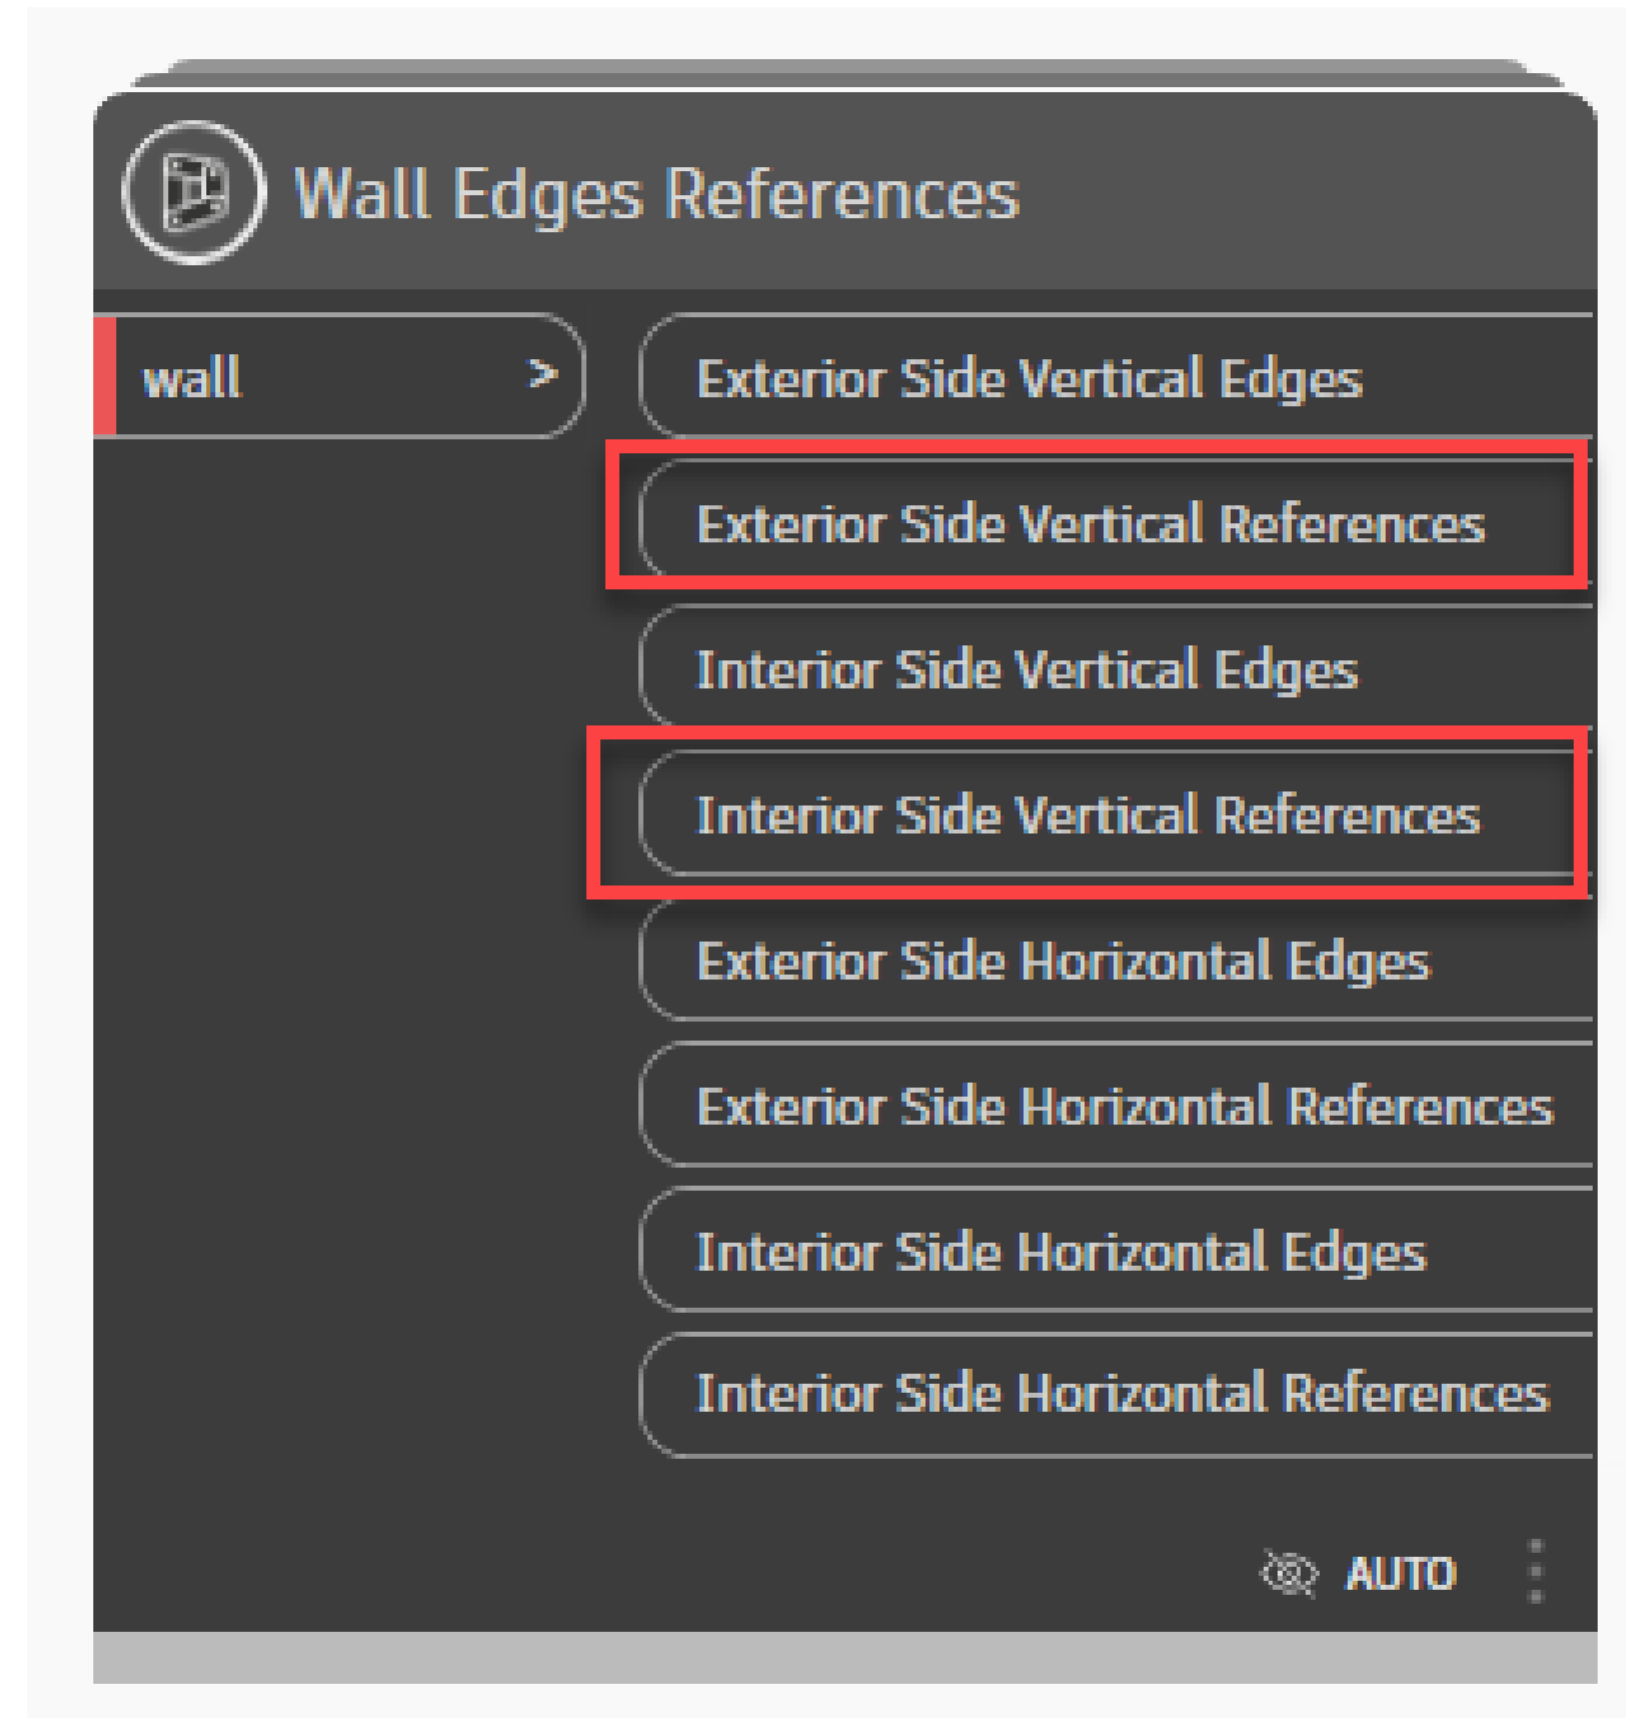 Wall Edges References
wall >
Exterior Side Vertical Edges
Exterior Side Vertical References
Interior Side Vertical Edges
Interior Side Vertical References
Exterior Side Horizontal Edges
Exterior Side Horizontal References
Interior Side Horizontal Edges
Interior Side Horizontal References
AUTO